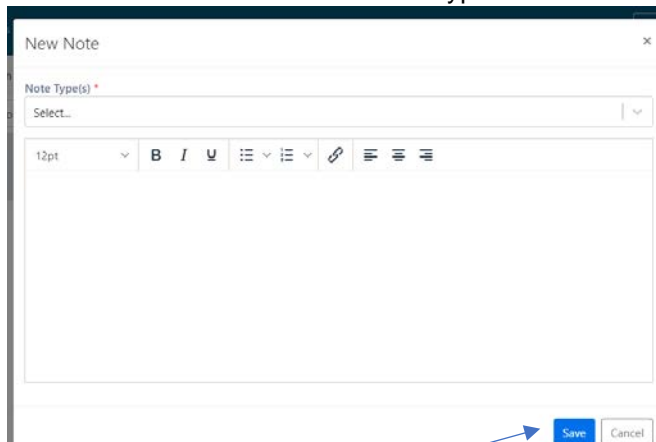 New Note
×
Note Type(s) *
Select...
12pt B I U
Save Cancel